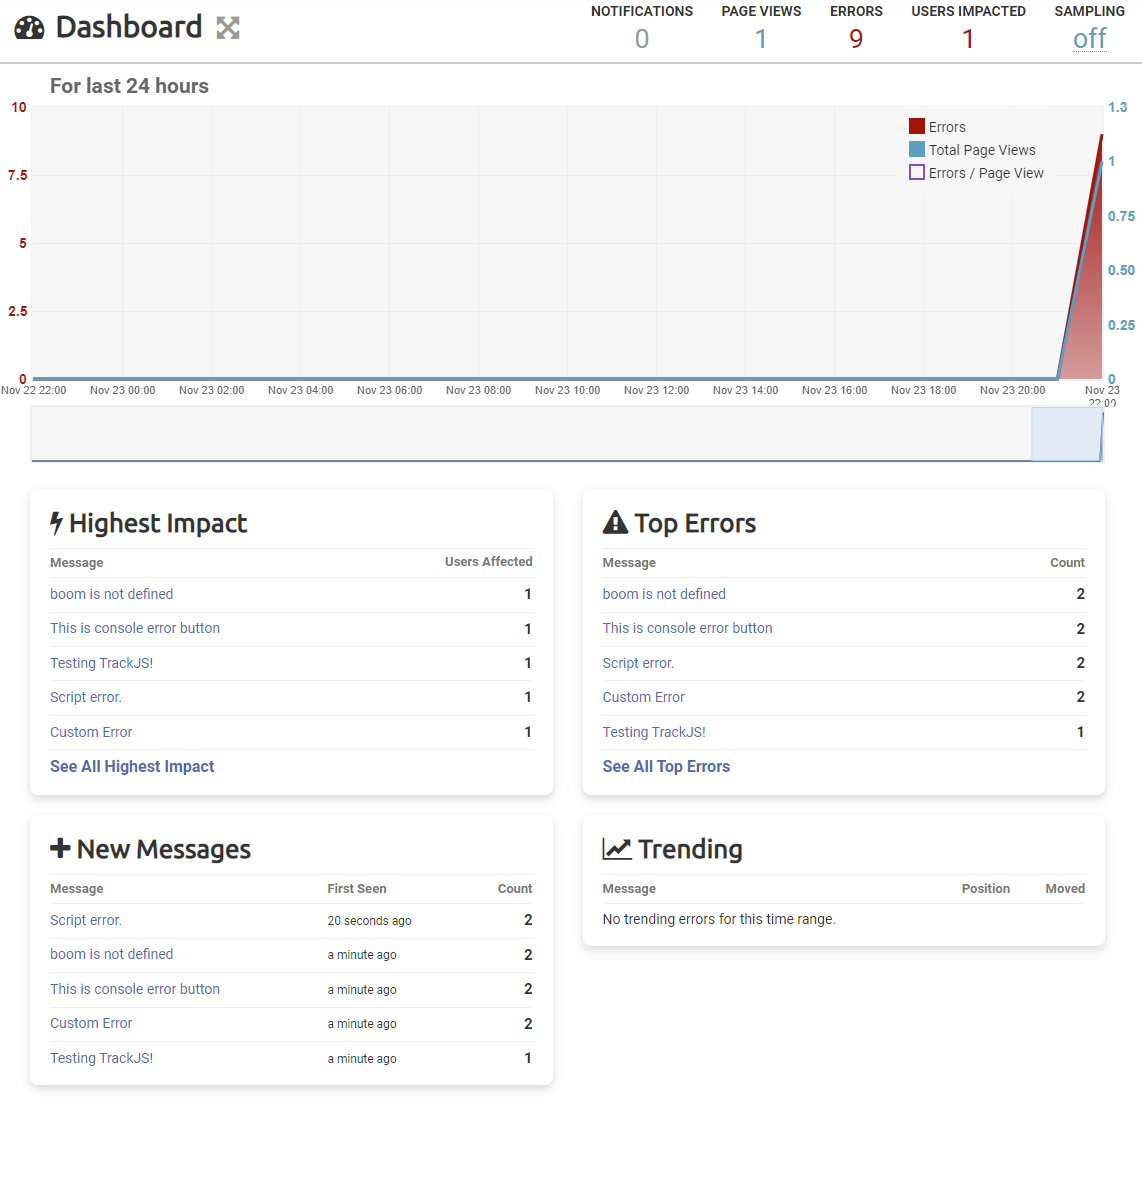 Dashboard
NOTIFICATIONS PAGE VIEWS ERRORS USERS IMPACTED SAMPLING
0 1 9 1 off
For last 24 hours
10 1.3
Errors
Total Page Views 1
7.5 Errors / Page View
0.75
5
0.50
2.5
0.25
0 0
Nov 22 22:00 Nov 23 00:00 Nov 23 02:00 Nov 23 04:00 Nov 23 06:00 Nov 23 08:00 Nov 23 10:00 Nov 23 12:00 Nov 23 14:00 Nov 23 16:00 Nov 23 18:00 Nov 23 20:00 Nov 23
22:00
Highest Impact
Message Users Affected
boom is not defined 1
This is console error button 1
Testing TrackJS! 1
Script error. 1
Custom Error 1
See All Highest Impact
Top Errors
Message Count
boom is not defined 2
This is console error button 2
Script error. 2
Custom Error 2
Testing TrackJS! 1
See All Top Errors
New Messages
Message First Seen Count
Script error. 20 seconds ago 2
boom is not defined a minute ago 2
This is console error button a minute ago 2
Custom Error a minute ago 2
Testing TrackJS! a minute ago 1
Trending
Message Position Moved
No trending errors for this time range.